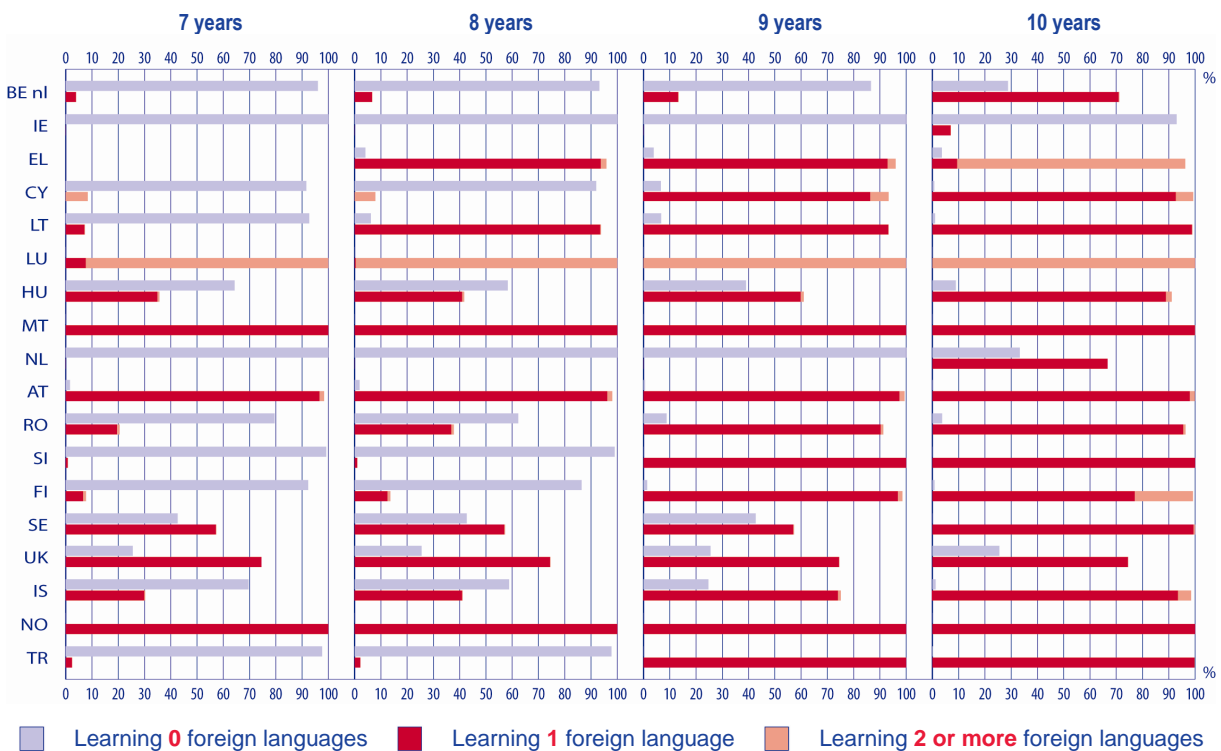 7 years 8 years 9 years 10 years
0 10 20 30 40 50 60 70 80 90 100 0 10 20 30 40 50 60 70 80 90 100 0 10 20 30 40 50 60 70 80 90 100 0 10 20 30 40 50 60 70 80 90 100
%
BE nl
IE
EL
CY
LT
LU
HU
MT
NL
AT
RO
SI
FI
SE
UK
IS
NO
TR
%
0 10 20 30 40 50 60 70 80 90 100 0 10 20 30 40 50 60 70 80 90 100 0 10 20 30 40 50 60 70 80 90 100 0 10 20 30 40 50 60 70 80 90 100
Learning 0 foreign languages Learning 1 foreign language Learning 2 or more foreign languages